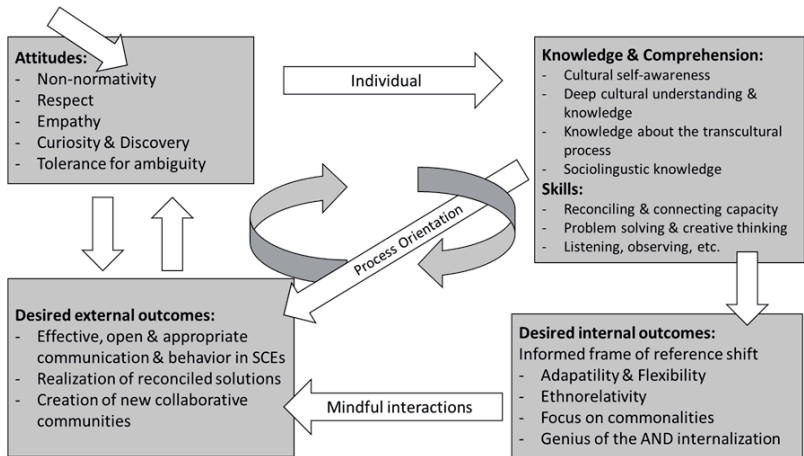 Attitudes:
- Non-normativity
- Respect
- Empathy
- Curiosity & Discovery
- Tolerance for ambiguity
Individual
Knowledge & Comprehension:
- Cultural self-awareness
- Deep cultural understanding &
knowledge
- Knowledge about the transcultural
process
- Sociolingustic knowledge
Skills:
- Reconciling & connecting capacity
- Problem solving & creative thinking
- Listening, observing, etc.
Process Orientation
Desired external outcomes:
- Effective, open & appropriate
communication & behavior in SCEs
- Realization of reconciled solutions
- Creation of new collaborative
communities
Mindful interactions
Desired internal outcomes:
Informed frame of reference shift
- Adapatility & Flexibility
- Ethnorelativity
- Focus on commonalities
- Genius of the AND internalization